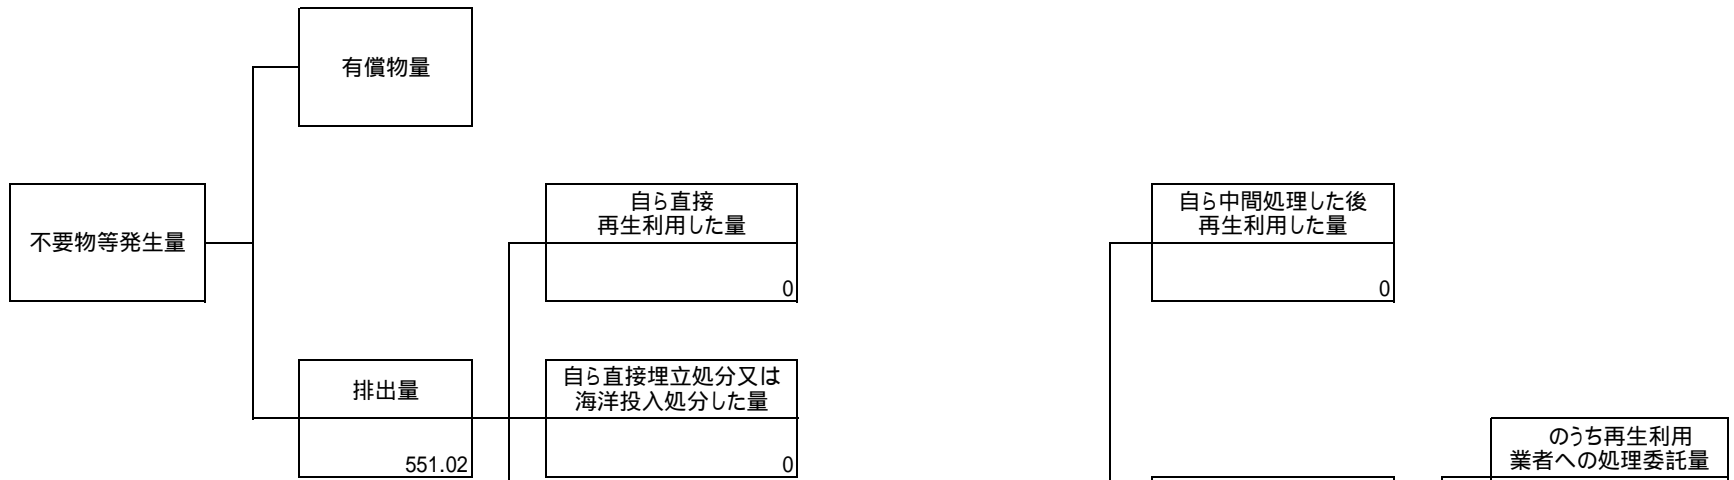 有償物量
不要物等発生量
自ら直接
再生利用した量
0
自ら中間処理した後
再生利用した量
0
排出量
551.02
自ら直接埋立処分又は
海洋投入処分した量
0
のうち再生利用
業者への処理委託量